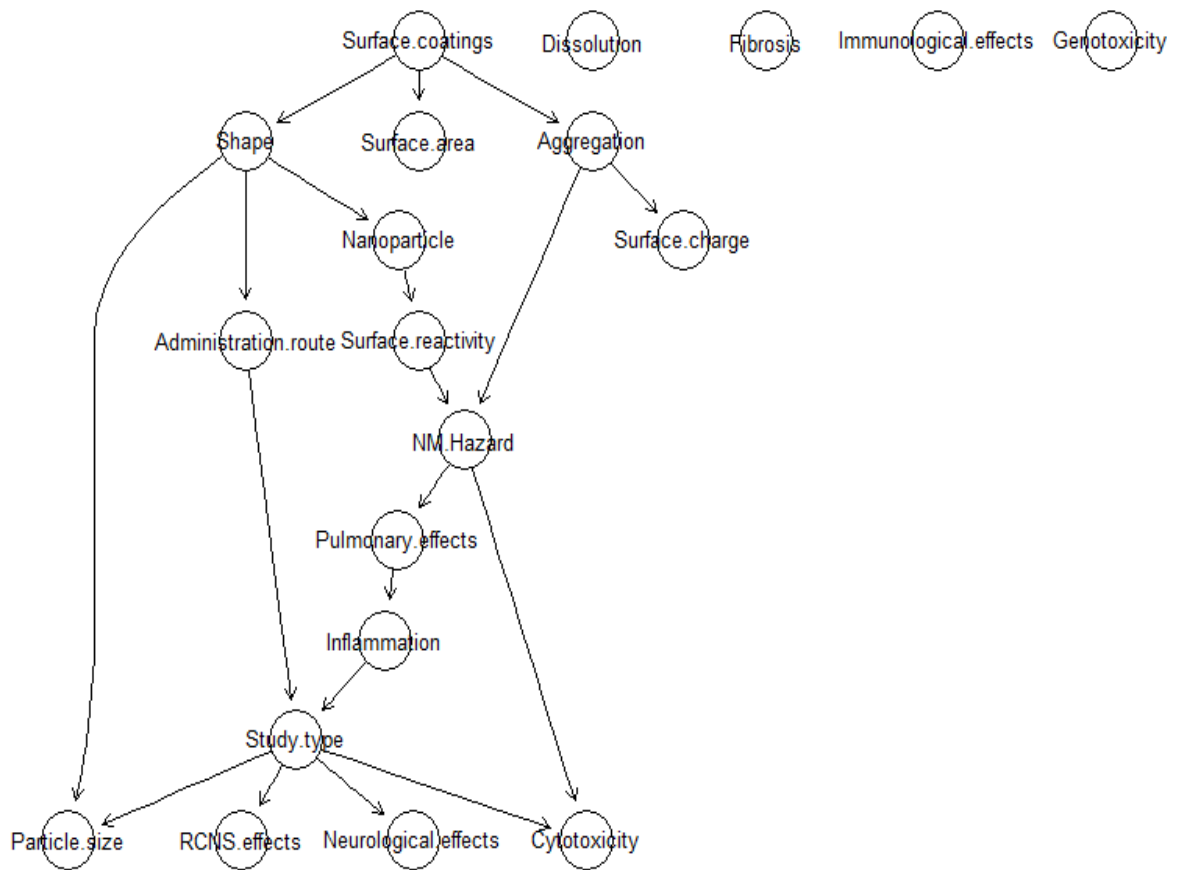 Surface.coatings
Dissolution
Fibrosis
Immunological.effects
Genotoxicity
Shape
Surface.area
Aggregation
Nanoparticle
Surface.charge
Administration.route
Surface.reactivity
NM.Hazard
Pulmonary.effects
Inflammation
Study.type
Particle.size
RCNS.effects
Neurological.effects
Cytotoxicity